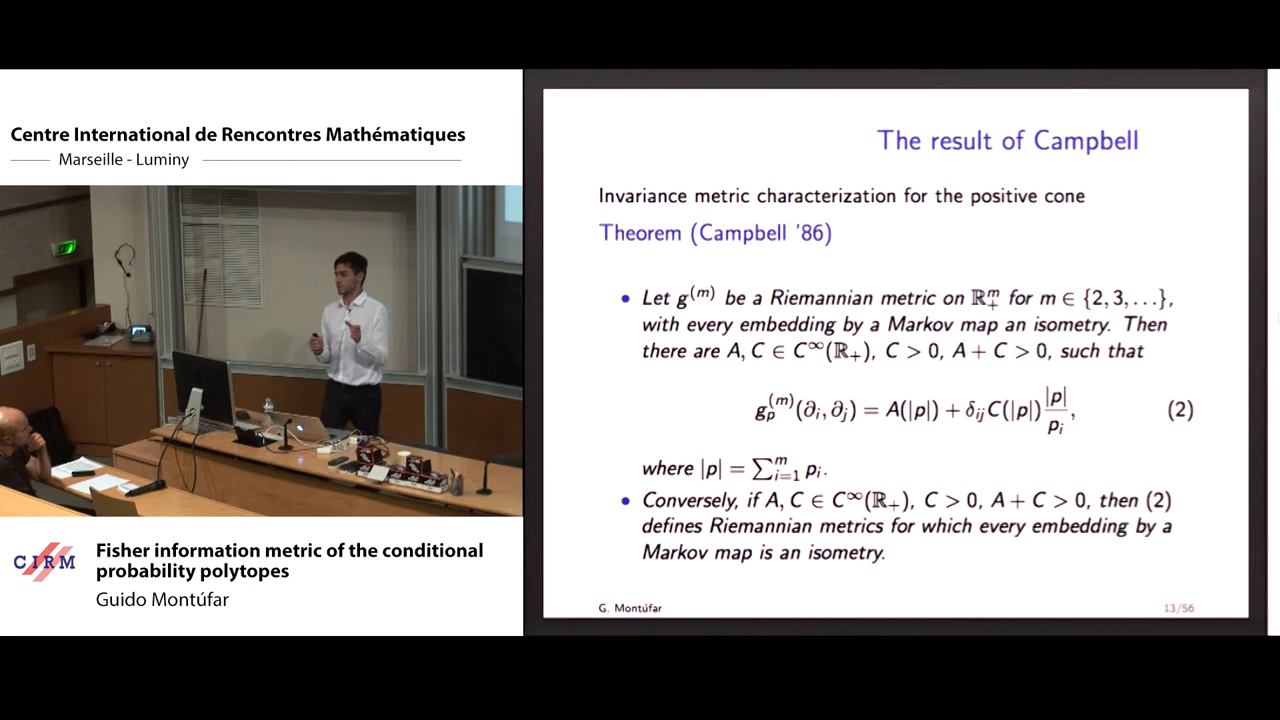 Centre International de Rencontres Mathématiques
Marseille - Luminy
CIRM
Fisher information metric of the conditional
probability polytopes
Guido Montúfar
The result of Campbell
Invariance metric characterization for the positive cone
Theorem (Campbell '86)
• Let g^{(m)} be a Riemannian metric on ℝ^m_+ for m ∈ {2, 3, . . .},
with every embedding by a Markov map an isometry. Then
there are A, C ∈ C^∞(ℝ_+), C > 0, A + C > 0, such that
g_p^{(m)}(∂_i, ∂_j) = A(|p|) + δ_{ij} C(|p|) |p|/p_i, (2)
where |p| = ∑_{i=1}^m p_i.
• Conversely, if A, C ∈ C^∞(ℝ_+), C > 0, A + C > 0, then (2)
defines Riemannian metrics for which every embedding by a
Markov map is an isometry.
G. Montúfar
13/56